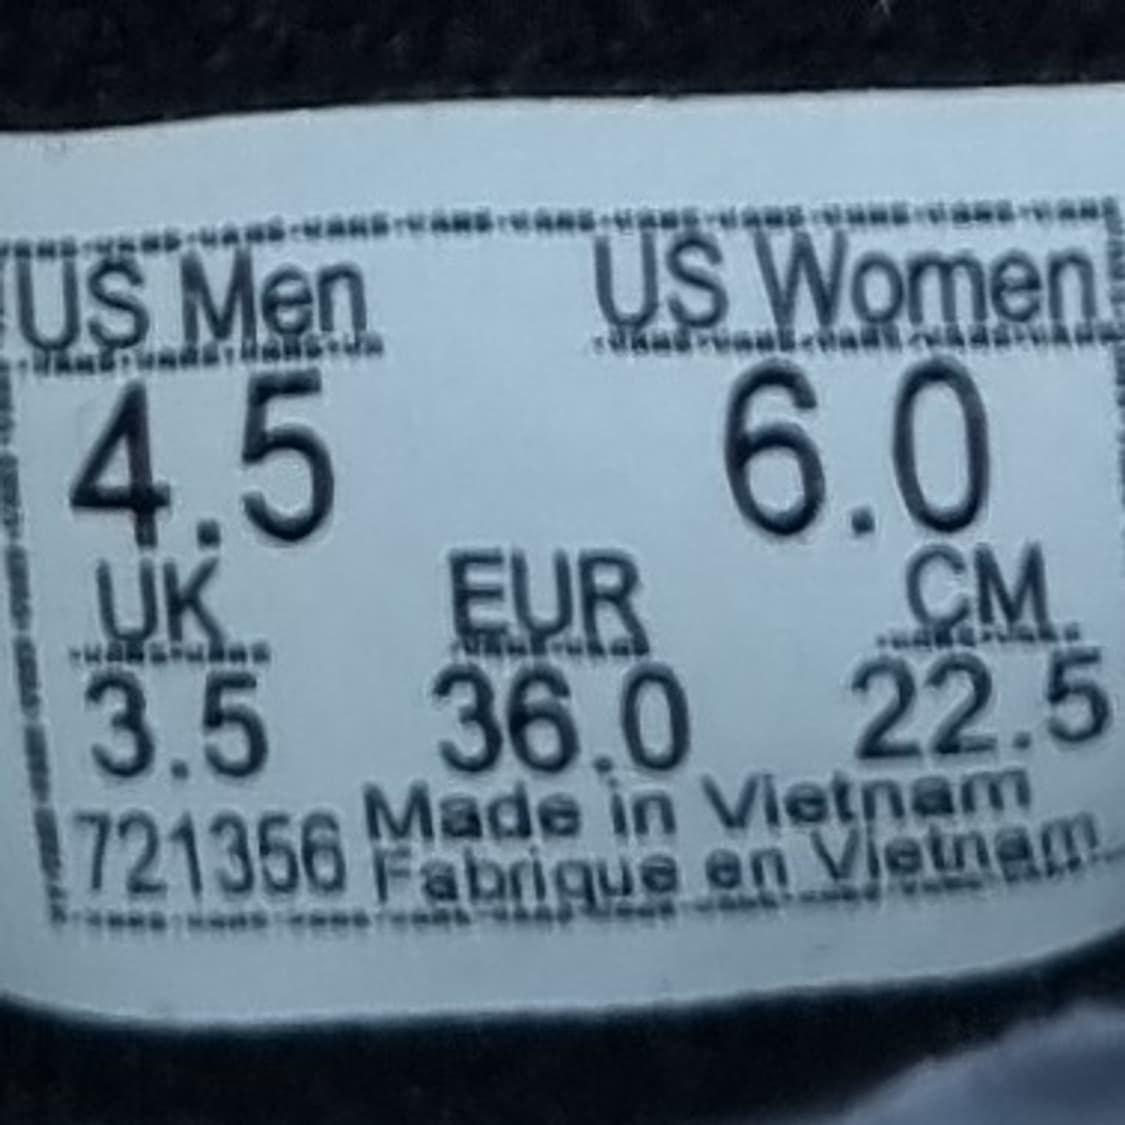 US Men US Women
4.5 6.0
UK EUR CM
3.5 36.0 22.5
721356 Made in Vietnam
Fabrique en Vietnam